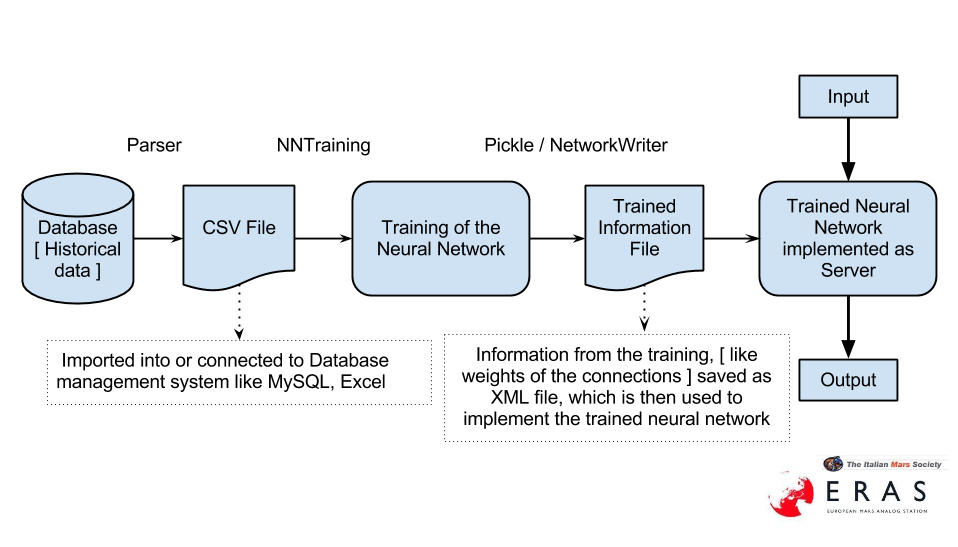 Input
Parser
NNTraining
Pickle / NetworkWriter
Database
[ Historical
data ]
CSV File
Training of the
Neural Network
Trained
Information
File
Trained Neural
Network
implemented as
Server
Imported into or connected to Database
management system like MySQL, Excel
Information from the training, [ like
weights of the connections ] saved as
XML file, which is then used to
implement the trained neural network
Output
The Italian Mars Society
ERAS
EUROPEAN MARS ANALOG STATION